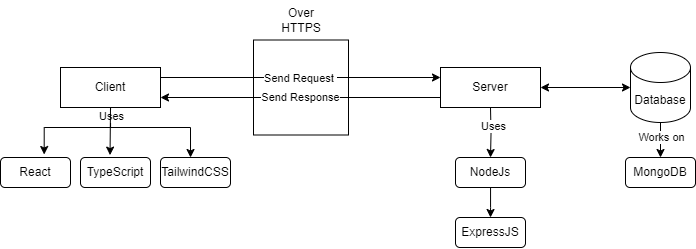 Over
HTTPS
Send Request
Client
Server
Send Response
Database
Uses
Uses
Works on
React
TypeScript
TailwindCSS
NodeJs
MongoDB
ExpressJS